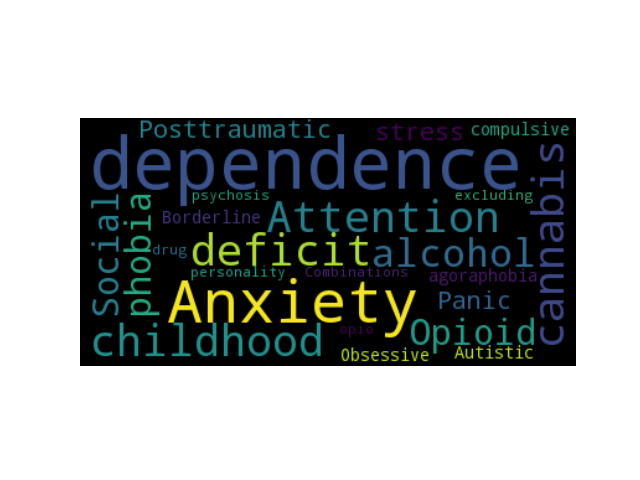 Posttraumatic
stress
compulsive
dependence
psychosis
excluding
Social
phobia
Borderline
Attention
cannabis
drug
deficit
alcohol
personality
Combinations
agoraphobia
Anxiety
Panic
childhood
opio
Opioid
Obsessive
Autistic